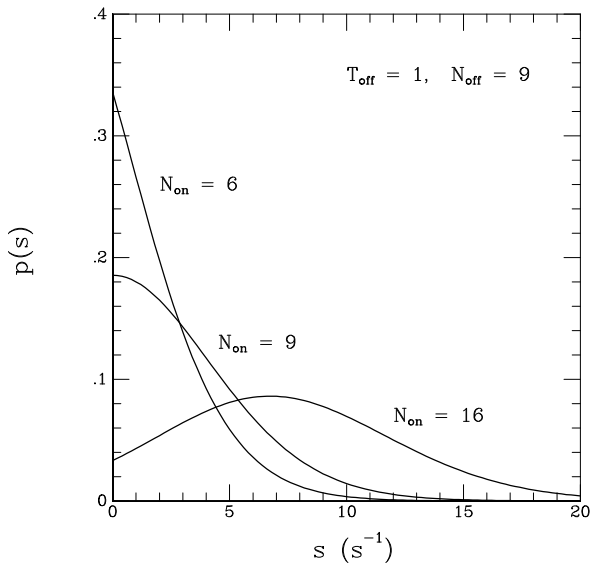 .4
T_off = 1, N_off = 9
.3
N_on = 6
p(s)
.2
N_on = 9
.1
N_on = 16
0
0 5 10 15 20
s (s^-1)